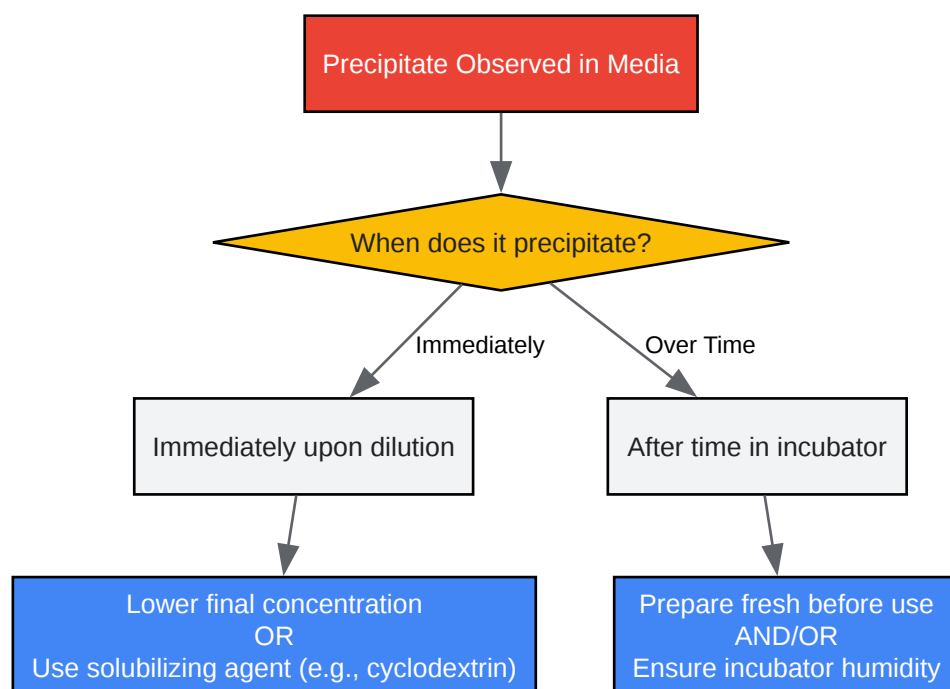 Precipitate Observed in Media
When does it precipitate?
Immediately
Over Time
Immediately upon dilution
After time in incubator
Lower final concentration
OR
Use solubilizing agent (e.g., cyclodextrin)
Prepare fresh before use
AND/OR
Ensure incubator humidity